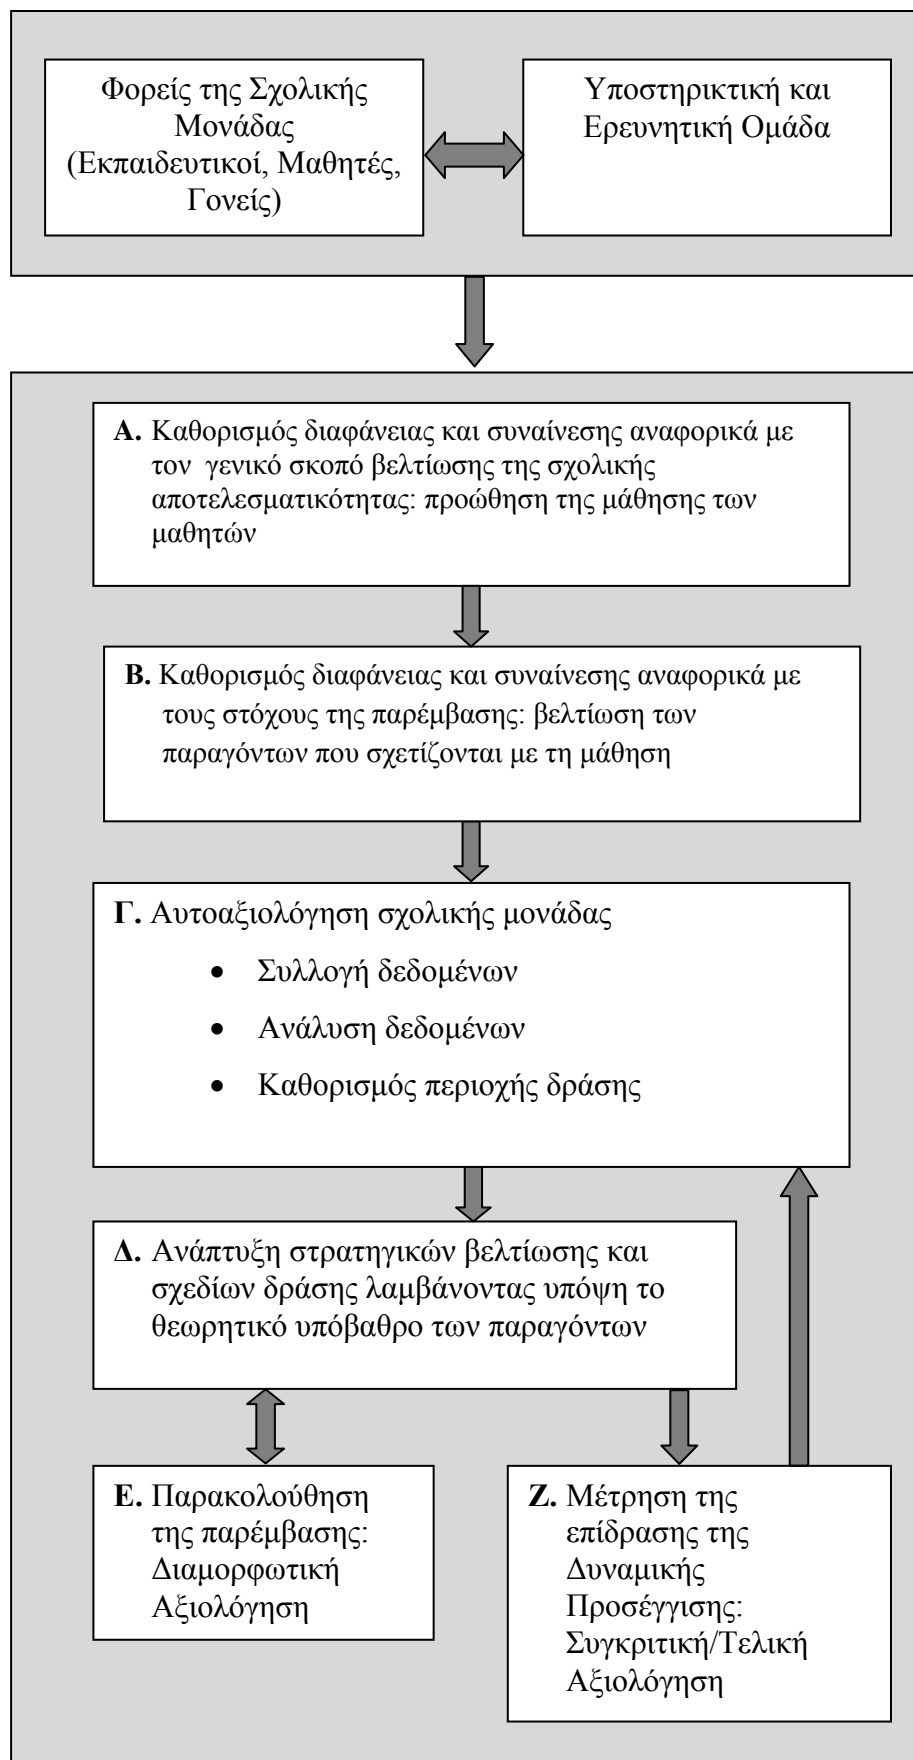 Φορείς της Σχολικής
Μονάδας
(Εκπαιδευτικοί, Μαθητές,
Γονείς)
Υποστηρικτική και
Ερευνητική Ομάδα
Α. Καθορισμός διαφάνειας και συναίνεσης αναφορικά με
τον γενικό σκοπό βελτίωσης της σχολικής
αποτελεσματικότητας: προώθηση της μάθησης των
μαθητών
Β. Καθορισμός διαφάνειας και συναίνεσης αναφορικά με
τους στόχους της παρέμβασης: βελτίωση των
παραγόντων που σχετίζονται με τη μάθηση
Γ. Αυτοαξιολόγηση σχολικής μονάδας
• Συλλογή δεδομένων
• Ανάλυση δεδομένων
• Καθορισμός περιοχής δράσης
Δ. Ανάπτυξη στρατηγικών βελτίωσης και
σχεδίων δράσης λαμβάνοντας υπόψη το
θεωρητικό υπόβαθρο των παραγόντων
Ε. Παρακολούθηση
της παρέμβασης:
Διαμορφωτική
Αξιολόγηση
Ζ. Μέτρηση της
επίδρασης της
Δυναμικής
Προσέγγισης:
Συγκριτική/Τελική
Αξιολόγηση